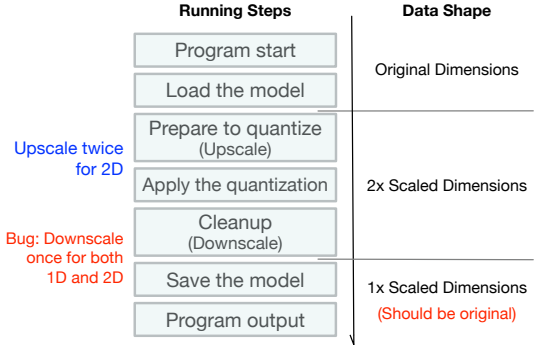 Running Steps
Data Shape
Program start
Load the model
Original Dimensions
Prepare to quantize
(Upscale)
Upscale twice
for 2D
Apply the quantization
2x Scaled Dimensions
Cleanup
(Downscale)
Bug: Downscale
once for both
1D and 2D
Save the model
Program output
1x Scaled Dimensions
(Should be original)